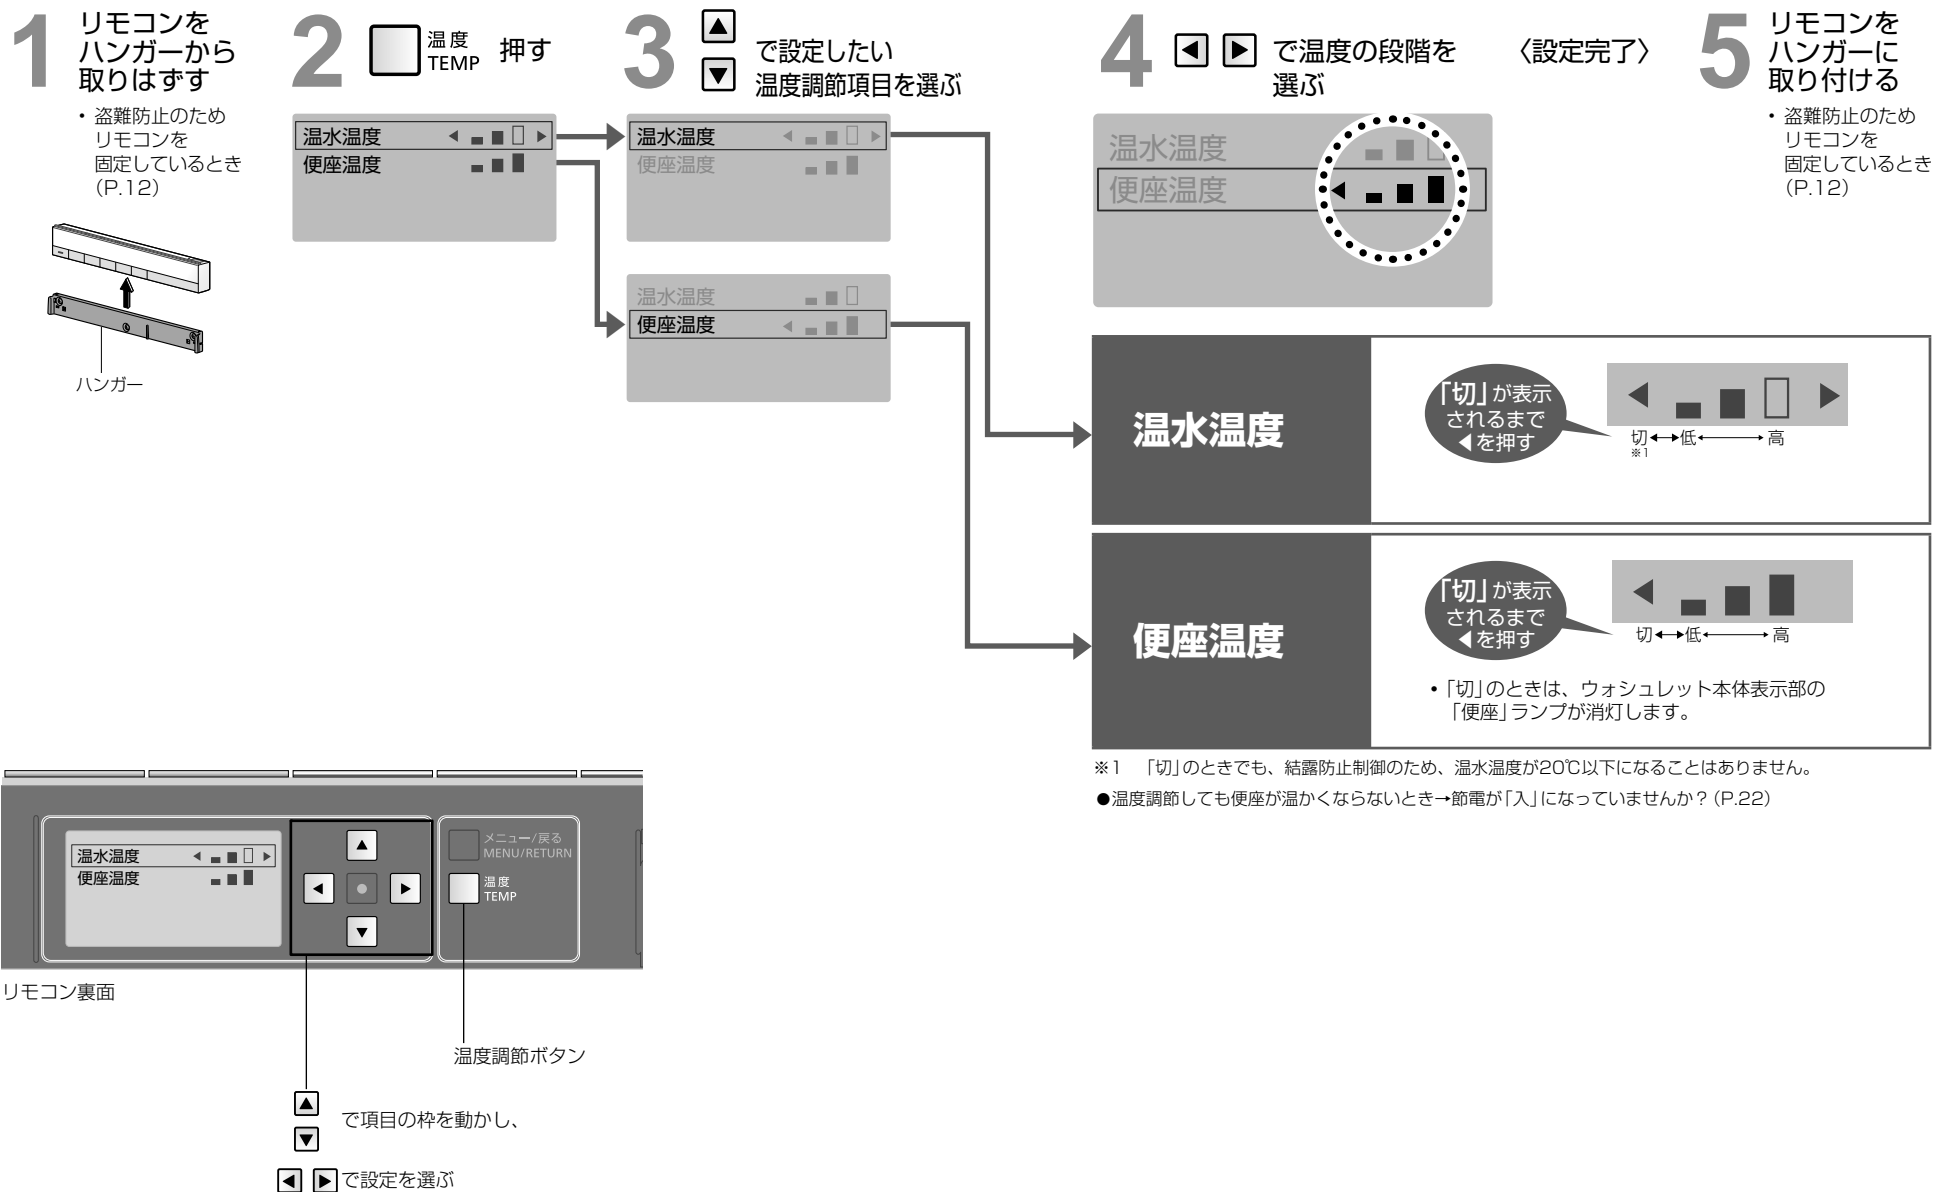 1 リモコンを
ハンガーから
取りはずす
・盗難防止のため
リモコンを
固定しているとき
（P.12）
ハンガー
2 温度
TEMP 押す
温水温度
便座温度
3 ▲
▼ で設定したい
温度調節項目を選ぶ
温水温度
便座温度
温水温度
便座温度
4 ◀ ▶ で温度の段階を
選ぶ
〈設定完了〉
温水温度
便座温度
5 リモコンを
ハンガーに
取り付ける
・盗難防止のため
リモコンを
固定しているとき
（P.12）
温水温度
「切」が表示
されるまで
◀を押す
切↔低↔高
※1
便座温度
「切」が表示
されるまで
◀を押す
切↔低↔高
・「切」のときは、ウォシュレット本体表示部の
「便座」ランプが消灯します。
※1 「切」のときでも、結露防止制御のため、温水温度が20℃以下になることはありません。
●温度調節しても便座が温かくならないとき→節電が「入」になっていませんか？（P.22）
温水温度
便座温度
メニュー/戻る
MENU/RETURN
温度
TEMP
リモコン裏面
温度調節ボタン
▲
▼ で項目の枠を動かし、
◀ ▶で設定を選ぶ